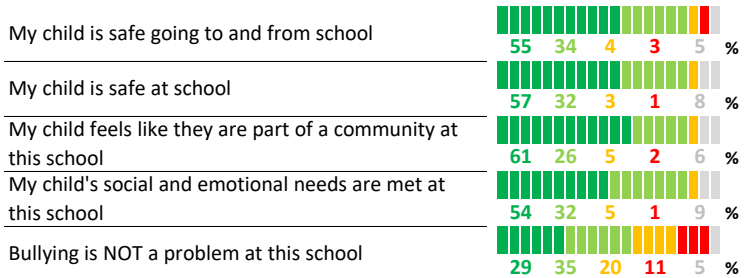 My child is safe going to and from school
55 34 4 3 5 %
My child is safe at school
57 32 3 1 8 %
My child feels like they are part of a community at
this school
61 26 5 2 6 %
My child's social and emotional needs are met at
this school
54 32 5 1 9 %
Bullying is NOT a problem at this school
29 35 20 11 5 %